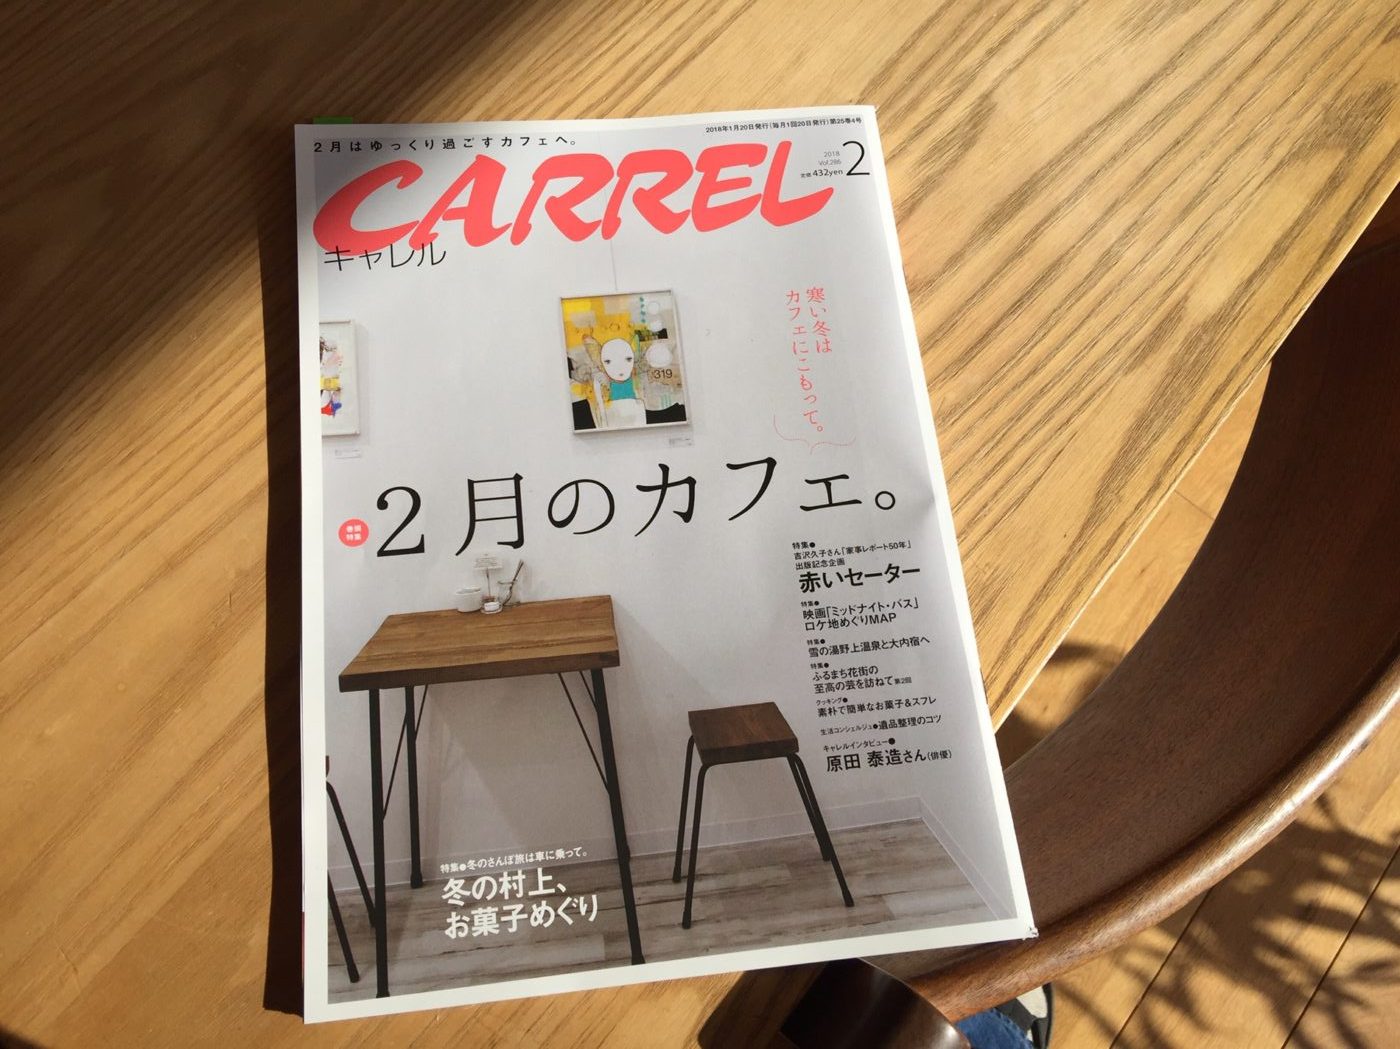 2018年1月20日発行(毎月1回20日発行)第25巻4号
2月はゆっくり過ごすカフェへ。
CARREL
キャレル
2018
Vol.286
定価432yen
2
寒い冬は
カフェにこもって。
319
巻頭
特集
2月のカフェ。
特集●
吉沢久子さん「家事レポート50年」
出版記念企画
赤いセーター
特集●
映画「ミッドナイト・バス」
ロケ地めぐりMAP
特集●
雪の湯野上温泉と大内宿へ
特集●
ふるまち花街の
至高の芸を訪ねて 第2回
クッキング●
素朴で簡単なお菓子&スフレ
生活コンシェルジュ●遺品整理のコツ
キャレルインタビュー●
原田 泰造さん(俳優)
特集●冬のさんぽ旅は車に乗って。
冬の村上、
お菓子めぐり